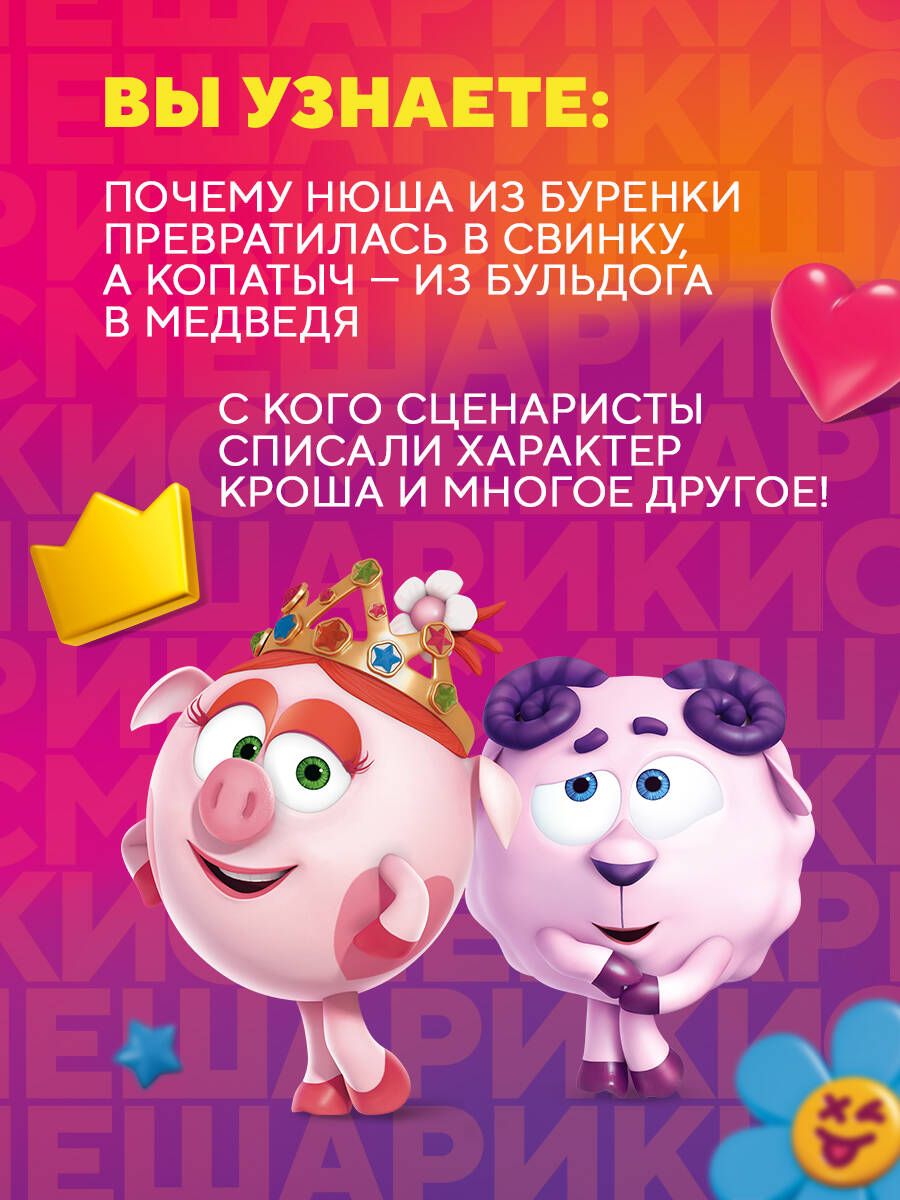 ВЫ УЗНАЕТЕ:
ПОЧЕМУ НЮША ИЗ БУРЕНКИ
ПРЕВРАТИЛАСЬ В СВИНКУ,
А КОПАТЫЧ — ИЗ БУЛЬДОГА
В МЕДВЕДЯ
С КОГО СЦЕНАРИСТЫ
СПИСАЛИ ХАРАКТЕР
КРОША И МНОГОЕ ДРУГОЕ!